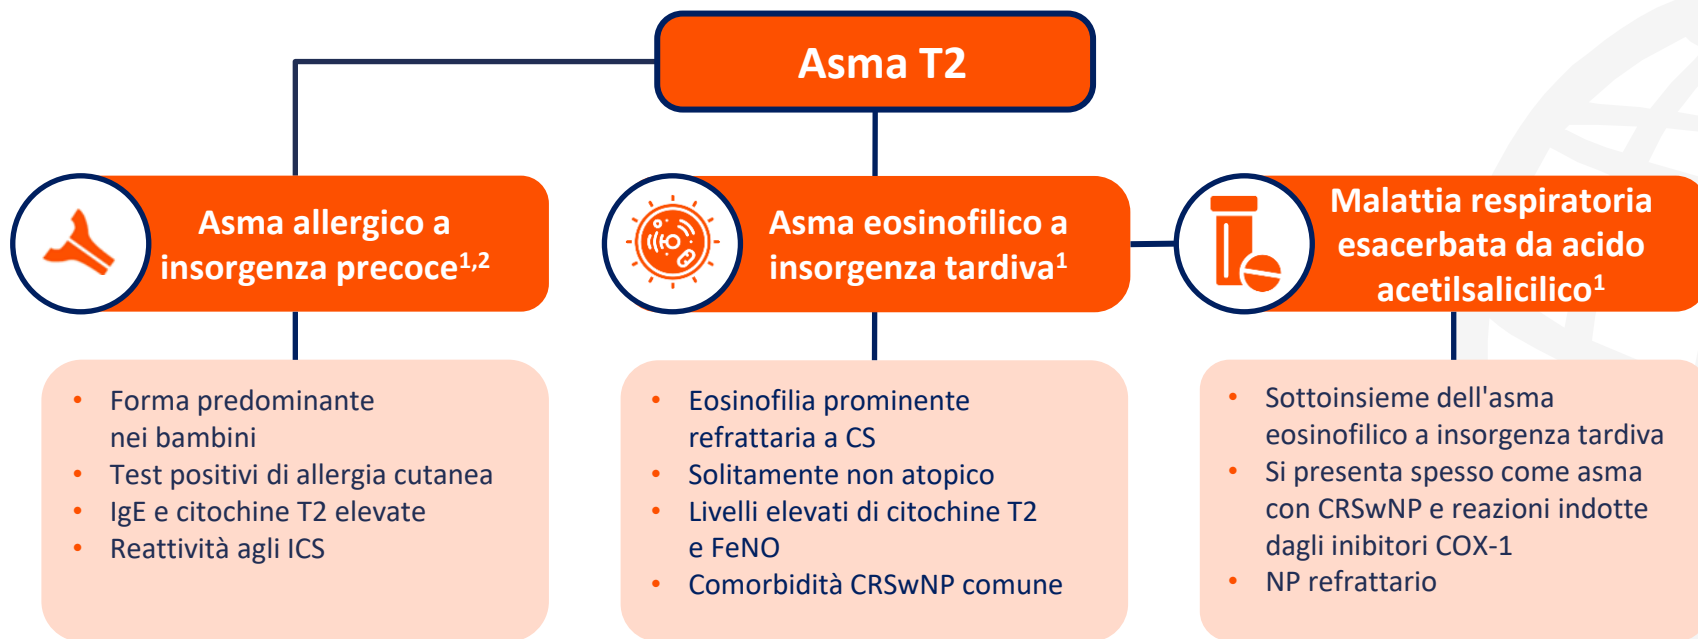 Asma T2
Asma allergico a
insorgenza precoce1,2
Asma eosinofilico a
insorgenza tardiva1
Malattia respiratoria
esacerbata da acido
acetilsalicilico1
• Forma predominante
nei bambini
• Test positivi di allergia cutanea
• IgE e citochine T2 elevate
• Reattività agli ICS
• Eosinofilia prominente
refrattaria a CS
• Solitamente non atopico
• Livelli elevati di citochine T2
e FeNO
• Comorbidità CRSwNP comune
• Sottoinsieme dell'asma
eosinofilico a insorgenza tardiva
• Si presenta spesso come asma
con CRSwNP e reazioni indotte
dagli inibitori COX-1
• NP refrattario